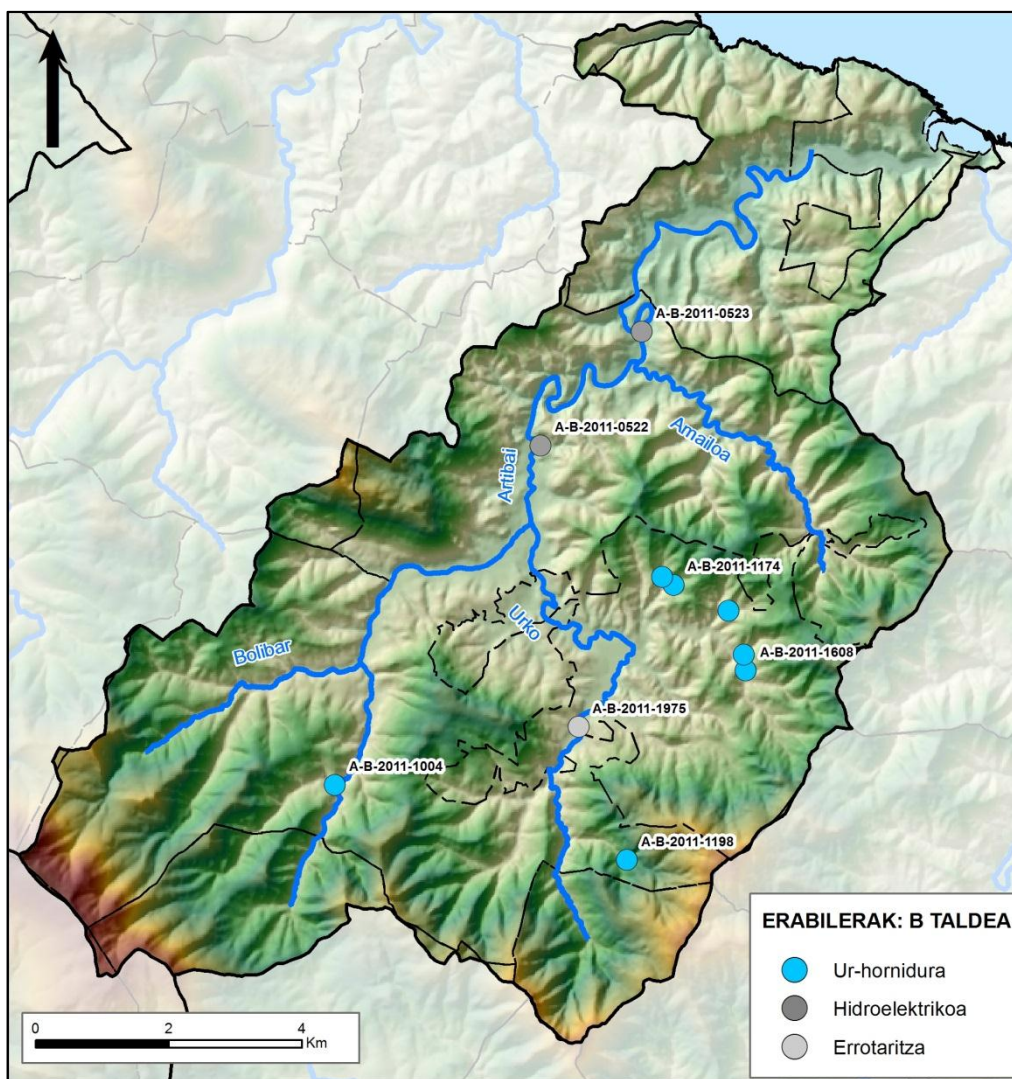 A-B-2011-0523
A-B-2011-0522
Artibai
Amailoa
A-B-2011-1174
Urko
Bolibar
A-B-2011-1608
A-B-2011-1975
A-B-2011-1004
A-B-2011-1198
ERABILERAK: B TALDEA
Ur-hornidura
Hidroelektrikoa
Errotaritza
0 2 4
Km